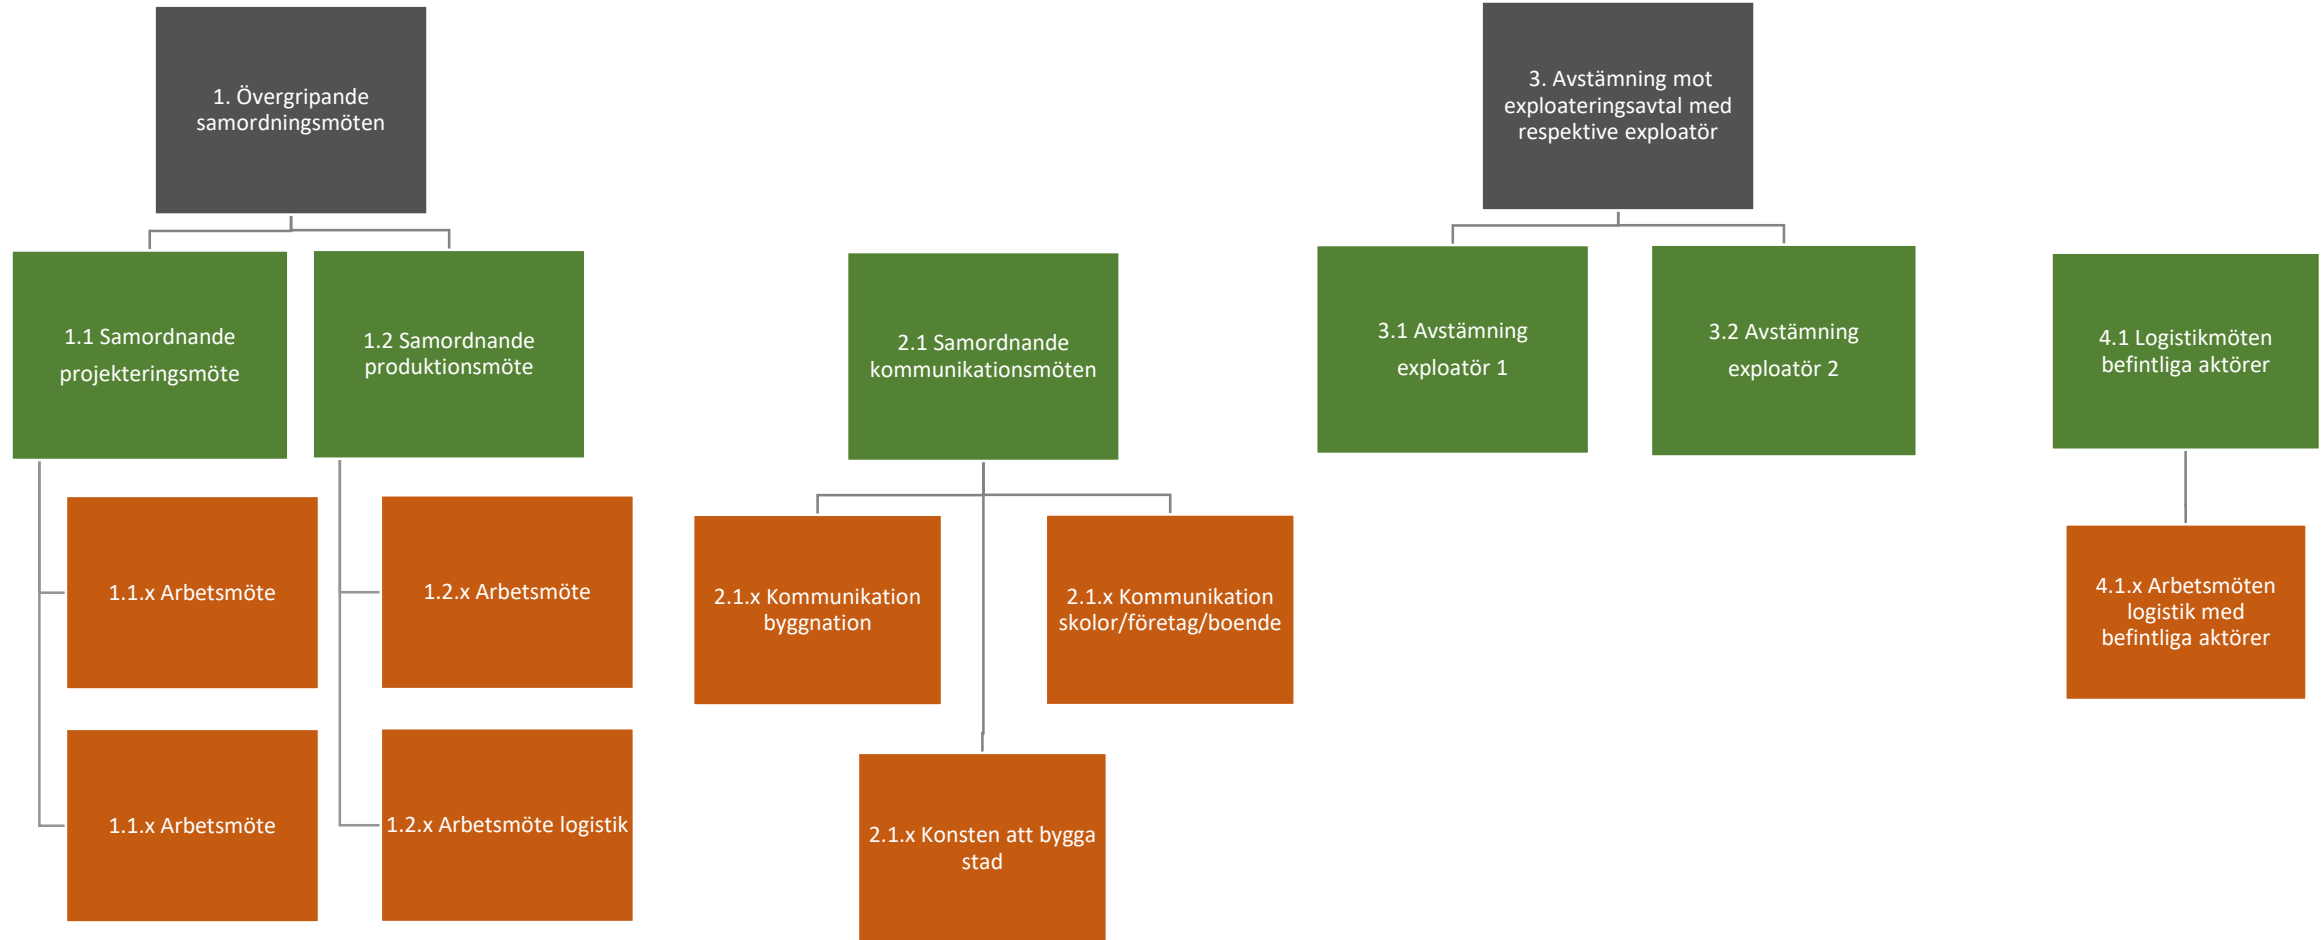 1. Övergripande
samordningsmöten
3. Avstämning mot
exploateringsavtal med
respektive exploatör
1.1 Samordnande
projekteringsmöte
1.2 Samordnande
produktionsmöte
2.1 Samordnande
kommunikationsmöten
3.1 Avstämning
exploatör 1
3.2 Avstämning
exploatör 2
4.1 Logistikmöten
befintliga aktörer
1.1.x Arbetsmöte
1.2.x Arbetsmöte
2.1.x Kommunikation
byggnation
2.1.x Kommunikation
skolor/företag/boende
4.1.x Arbetsmöten
logistik med
befintliga aktörer
1.1.x Arbetsmöte
1.2.x Arbetsmöte logistik
2.1.x Konsten att bygga
stad